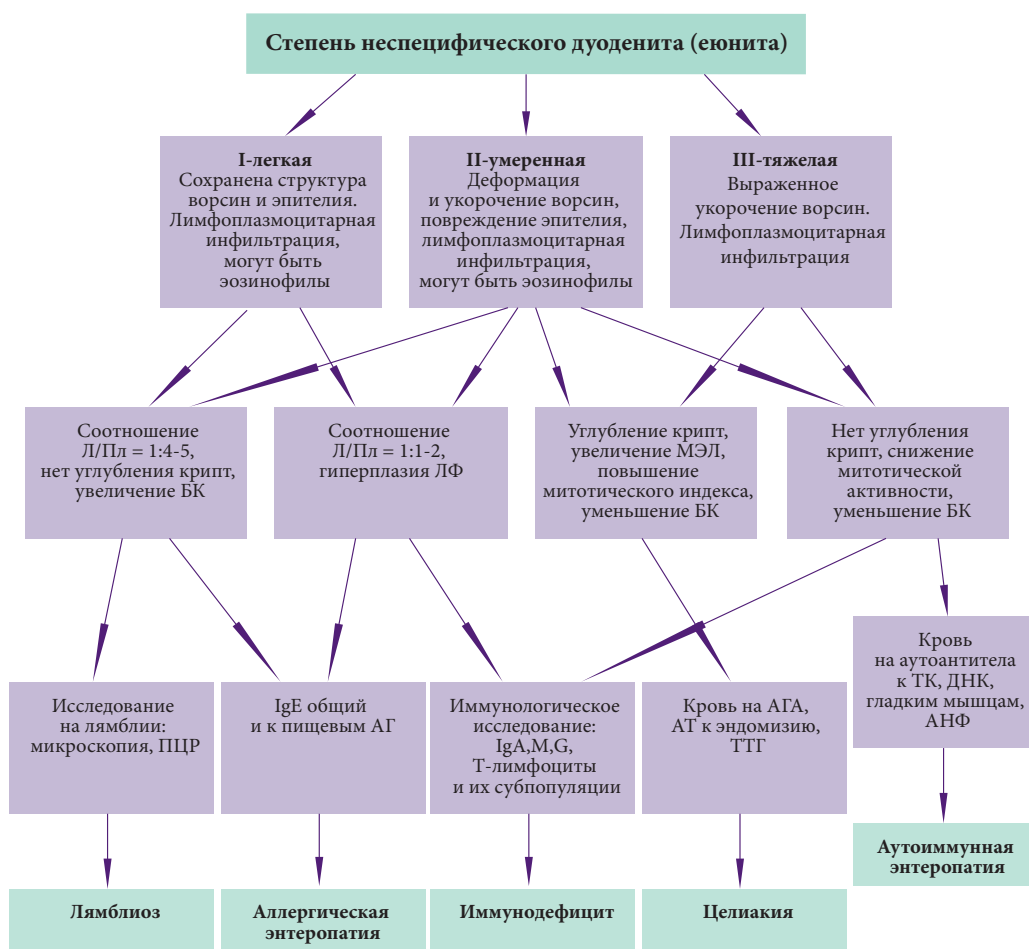 Степень неспецифического дуоденита (еюнита)
I-легкая
Сохранена структура
ворсин и эпителия.
Лимфоплазмоцитарная
инфильтрация,
могут быть
эозинофилы
II-умеренная
Деформация
и укорочение ворсин,
повреждение эпителия,
лимфоплазмоцитарная
инфильтрация,
могут быть эозинофилы
III-тяжелая
Выраженное
укорочение ворсин.
Лимфоплазмоцитарная
инфильтрация
Соотношение
Л/Пл = 1:4-5,
нет углубления крипт,
увеличение БК
Соотношение
Л/Пл = 1:1-2,
гиперплазия ЛФ
Углубление крипт,
увеличение МЭЛ,
повышение
митотического индекса,
уменьшение БК
Нет углубления
крипт, снижение
митотической
активности,
уменьшение БК
Исследование
на лямблии:
микроскопия, ПЦР
IgE общий
и к пищевым АГ
Иммунологическое
исследование:
IgA,M,G,
Т-лимфоциты
и их субпопуляции
Кровь на АГА,
АТ к эндомизию,
ТТГ
Кровь
на аутоантитела
к ТК, ДНК,
гладким мышцам,
АНФ
Лямблиоз
Аллергическая
энтеропатия
Иммунодефицит
Целиакия
Аутоиммунная
энтеропатия